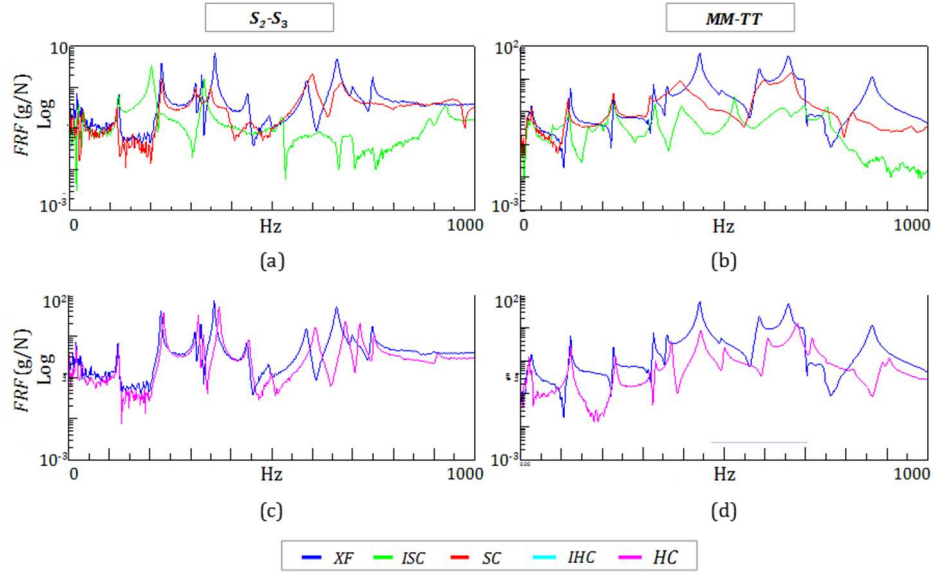 S₂-S₃
MM-TT
10
FRF (g/N)
Log
10⁻³
0
Hz
1000
(a)
10²
10⁻³
0
Hz
1000
(b)
10²
FRF (g/N)
Log
10⁻³
0
Hz
1000
(c)
10²
10⁻³
0
Hz
1000
(d)
XF ISC SC IHC HC